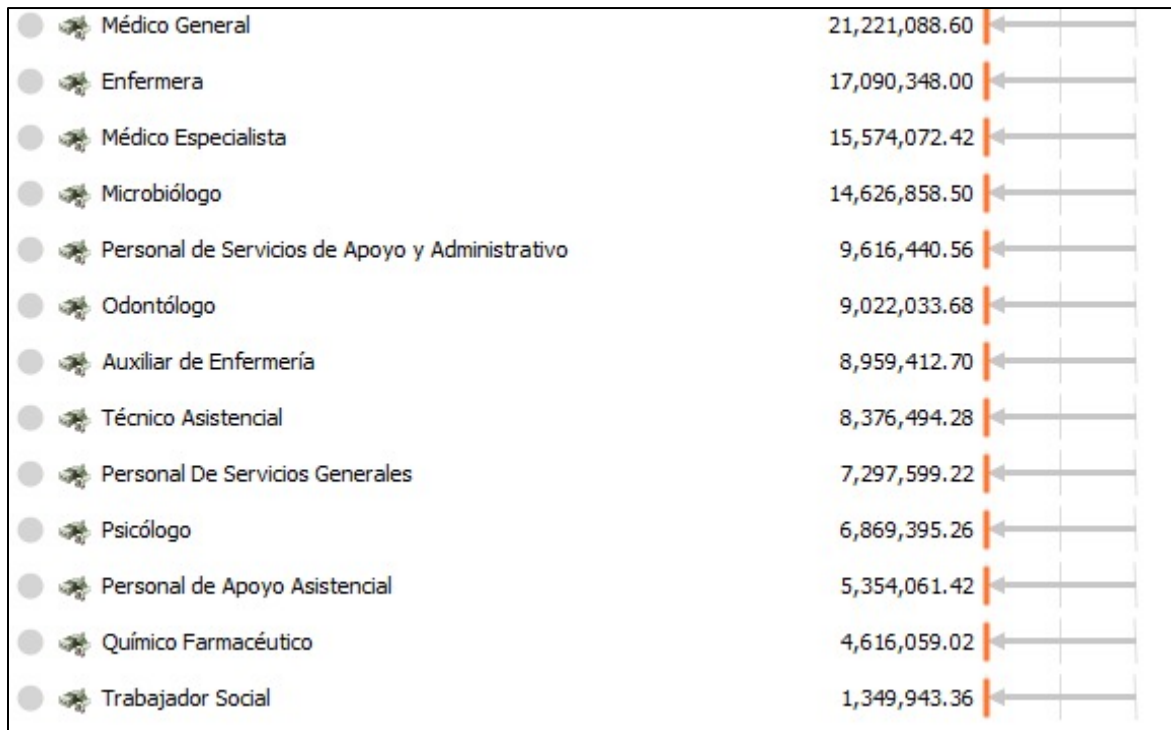 Médico General 21,221,088.60
Enfermera 17,090,348.00
Médico Especialista 15,574,072.42
Microbiólogo 14,626,858.50
Personal de Servicios de Apoyo y Administrativo 9,616,440.56
Odontólogo 9,022,033.68
Auxiliar de Enfermería 8,959,412.70
Técnico Asistencial 8,376,494.28
Personal De Servicios Generales 7,297,599.22
Psicólogo 6,869,395.26
Personal de Apoyo Asistencial 5,354,061.42
Químico Farmacéutico 4,616,059.02
Trabajador Social 1,349,943.36